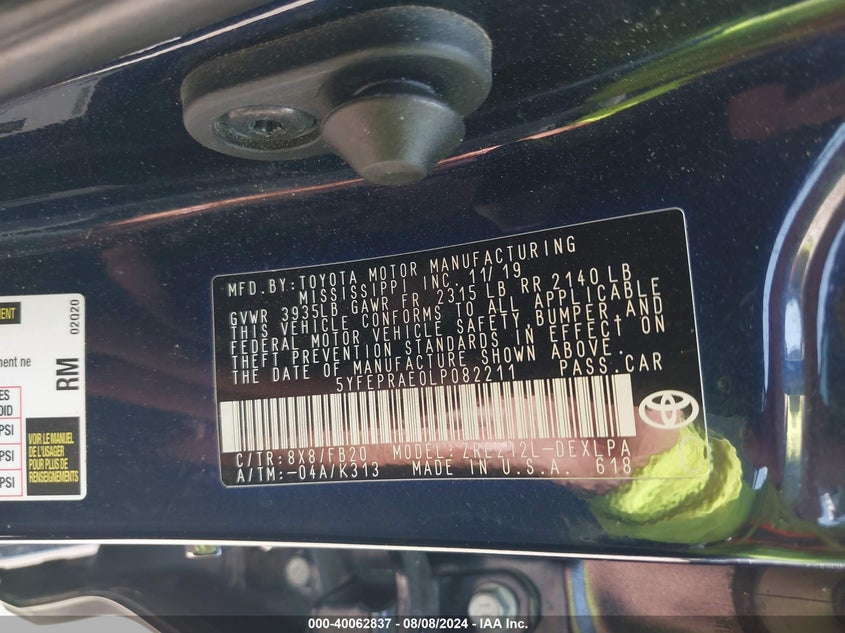 MFD. BY: TOYOTA MOTOR MANUFACTURING
MISSISSIPPI INC. 11/19
GVWR 3935LB GAWR FR 2315 LB RR 2140 LB
THIS VEHICLE CONFORMS TO ALL APPLICABLE
FEDERAL MOTOR VEHICLE SAFETY, BUMPER, AND
THEFT PREVENTION STANDARDS IN EFFECT ON
THE DATE OF MANUFACTURE SHOWN ABOVE.
5YFEPRAE0LP082211 PASS. CAR
C/TR: 8X8/FB20 MODEL: ZRE212L-DEXLPA
A/TM: -04A/K313 MADE IN U.S.A. 618
ement ne
RM 02020
PSI
PSI
PSI
VOIR LE MANUEL
DE L'USAGER
POUR PLUS DE
RENSEIGNEMENTS
000-40062837 - 08/08/2024 - IAA Inc.